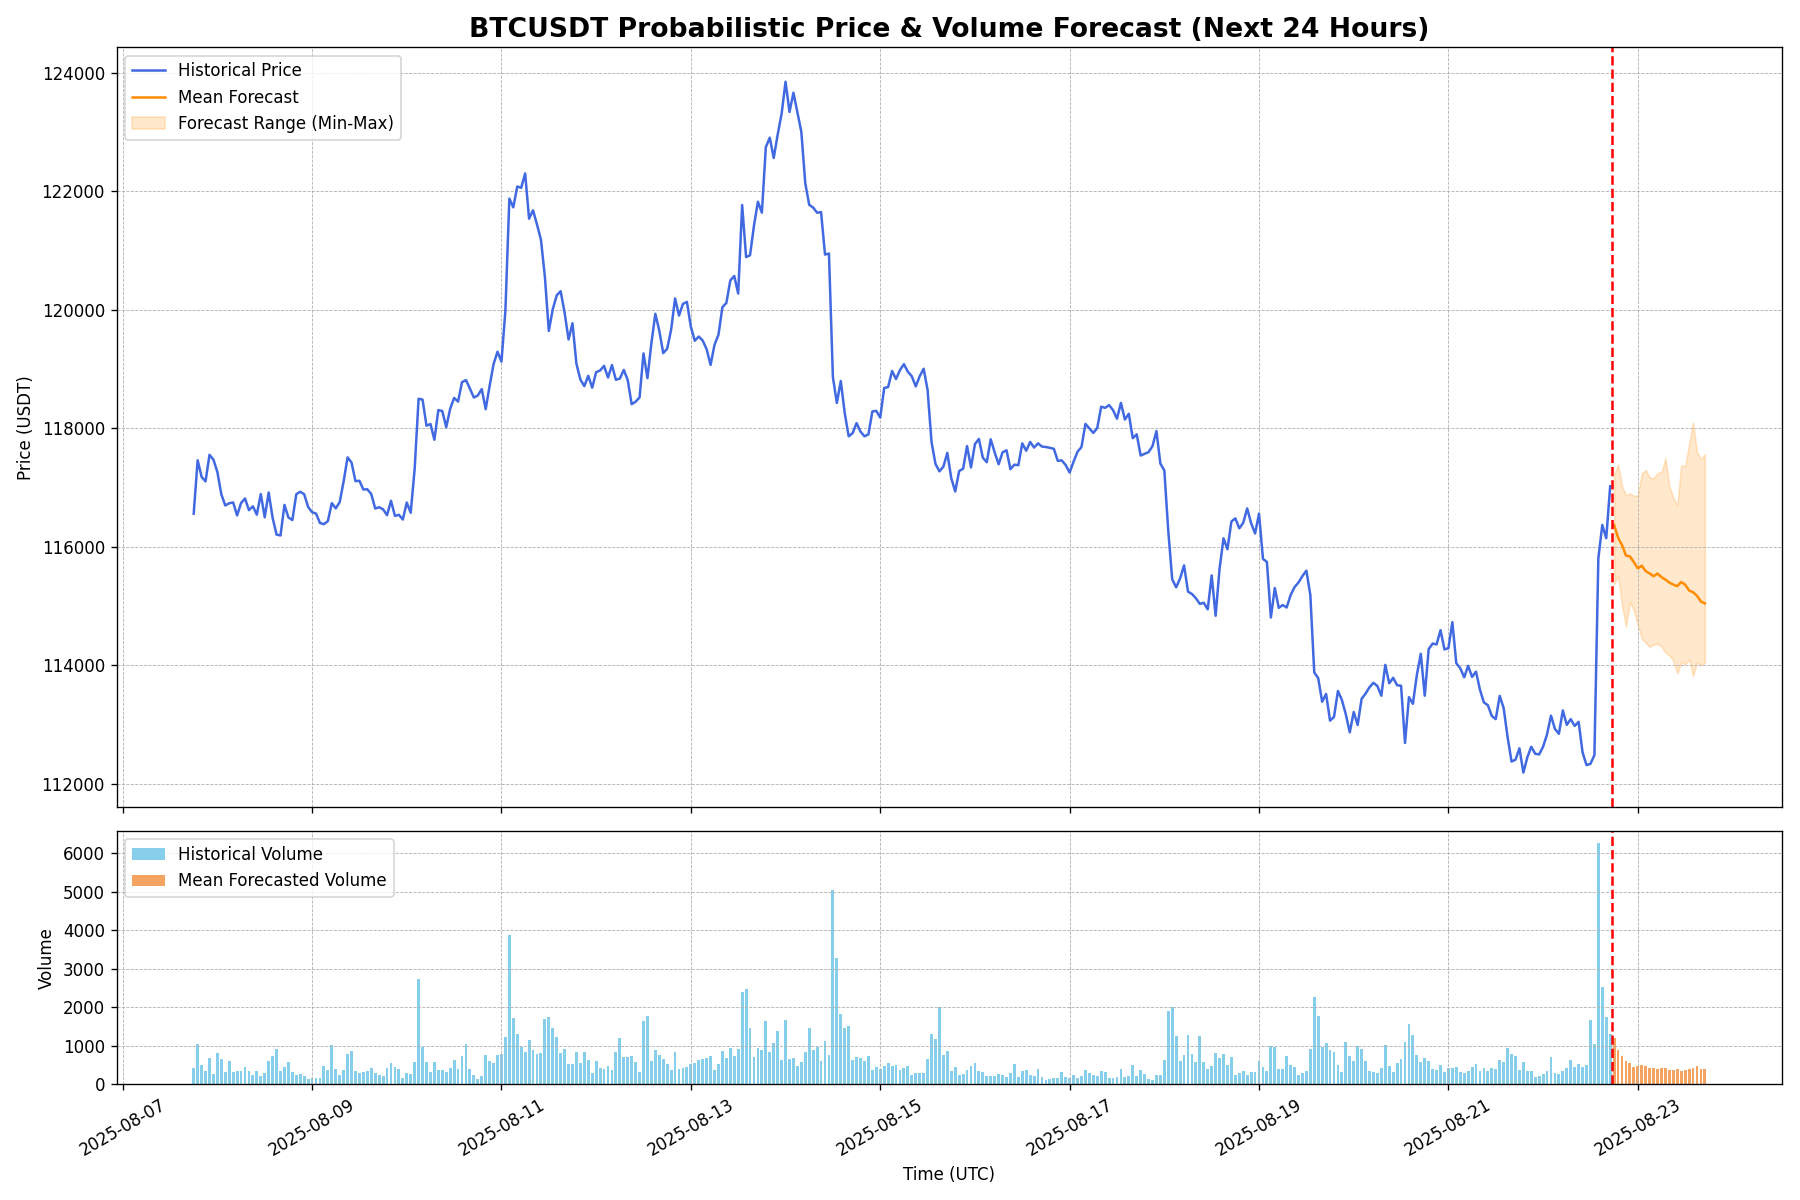 BTCUSDT Probabilistic Price & Volume Forecast (Next 24 Hours)
Historical Price
Mean Forecast
Forecast Range (Min-Max)
124000
122000
120000
118000
116000
114000
112000
Price (USDT)
Historical Volume
Mean Forecasted Volume
6000
5000
4000
3000
2000
1000
0
Volume
2025-08-07
2025-08-09
2025-08-11
2025-08-13
2025-08-15
2025-08-17
2025-08-19
2025-08-21
2025-08-23
Time (UTC)